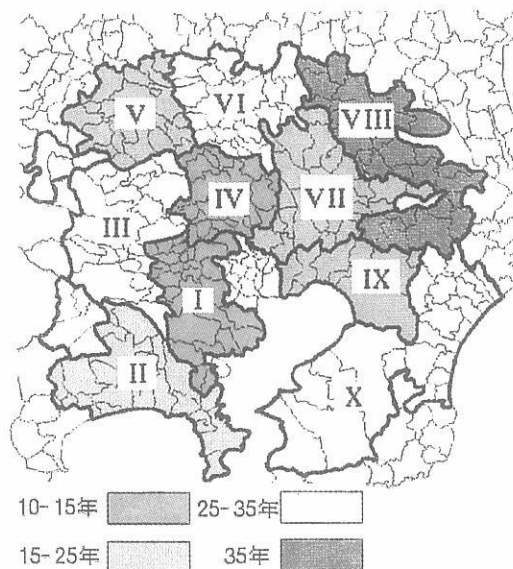 V
VI
VIII
IV
VII
III
I
IX
II
X
10-15年
25-35年
15-25年
35年